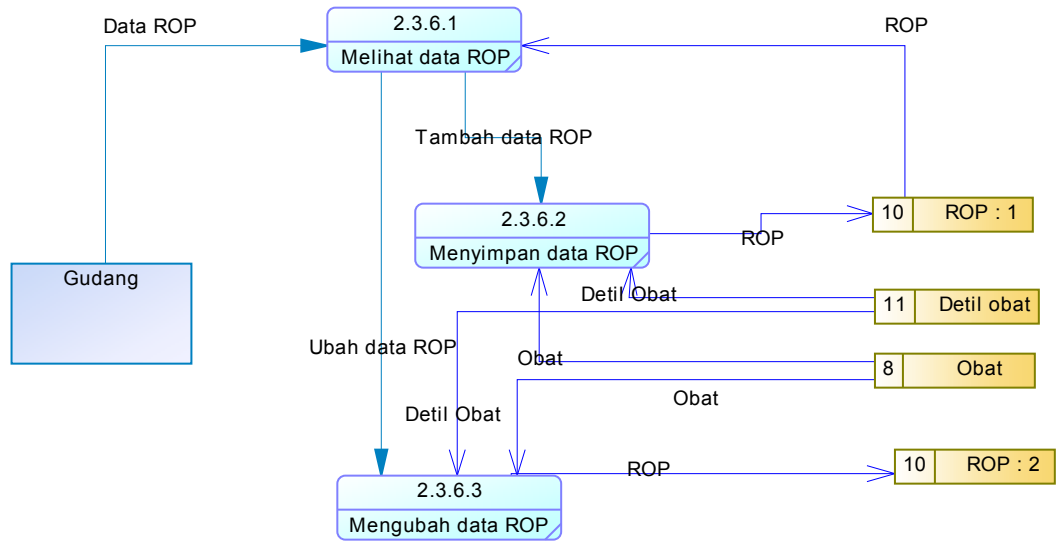 Data ROP
2.3.6.1
ROP
Melihat data ROP
Tambah data ROP
2.3.6.2
10 ROP : 1
Menyimpan data ROP
ROP
Gudang
Detil Obat
11 Detil obat
Ubah data ROP
Obat
8 Obat
Obat
Detil Obat
ROP
10 ROP : 2
2.3.6.3
Mengubah data ROP